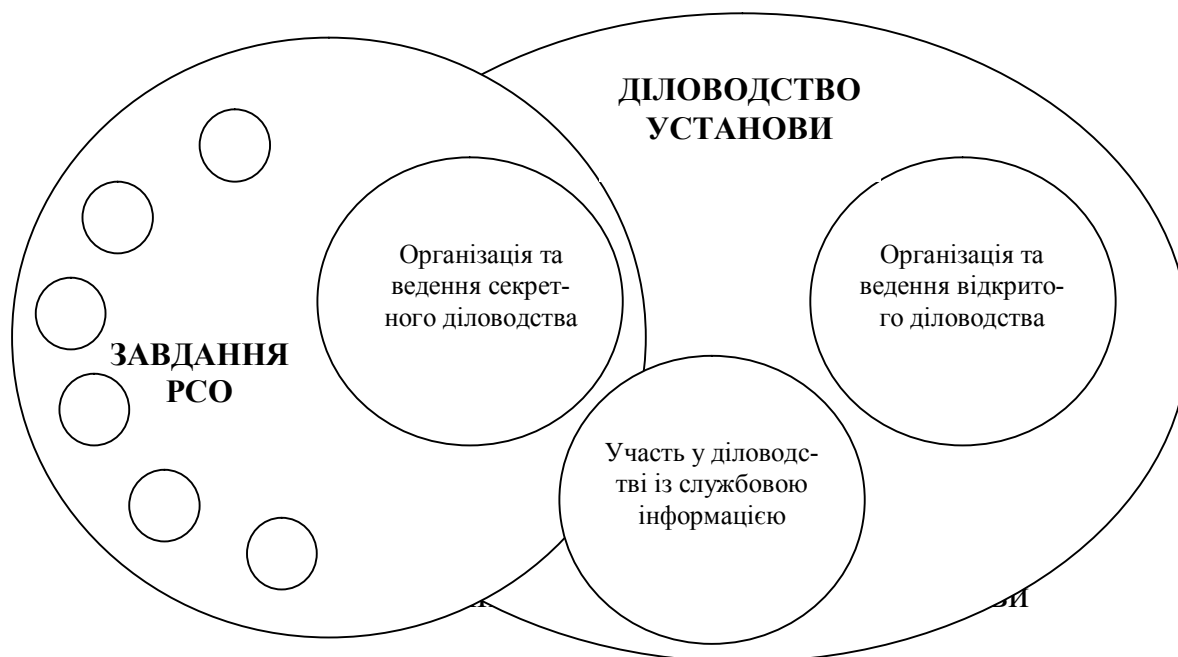 ДІЛОВОДСТВО
УСТАНОВИ
Організація та
ведення секрет-
ного діловодства
Організація та
ведення відкрито-
го діловодства
ЗАВДАННЯ
РСО
Участь у діловодс-
тві із службовою
інформацією